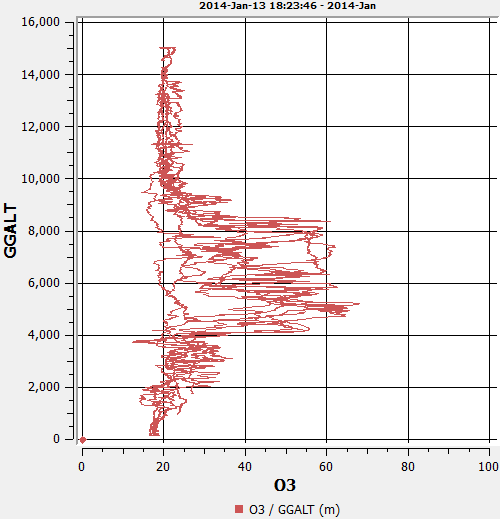 2014-Jan-13 18:23:46 - 2014-Jan
16,000
14,000
12,000
10,000
8,000
6,000
4,000
2,000
0
GGALT
0 20 40 60 80 100
O3
O3 / GGALT (m)